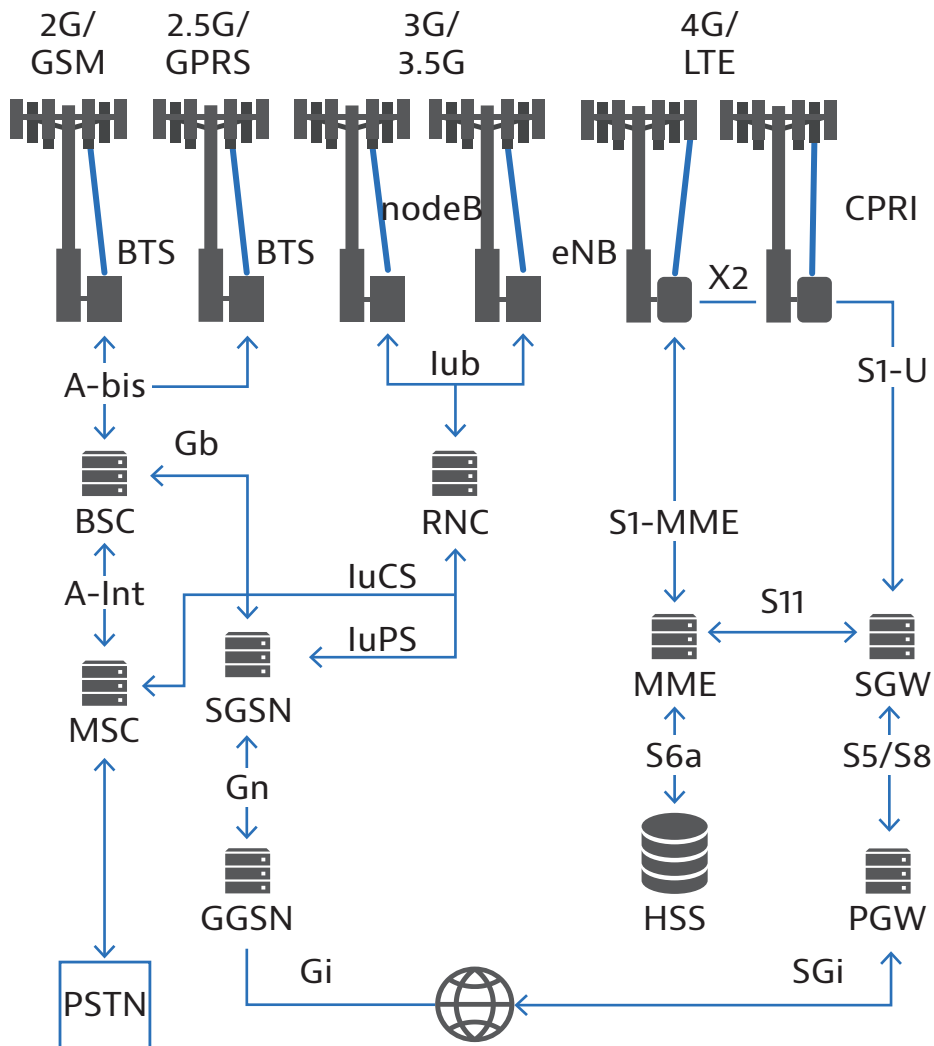 2G/
GSM
2.5G/
GPRS
3G/
3.5G
4G/
LTE
BTS
BTS
nodeB
eNB
X2
CPRI
A-bis
Iub
S1-U
Gb
BSC
RNC
S1-MME
A-Int
IuCS
IuPS
S11
MSC
SGSN
MME
SGW
Gn
S6a
S5/S8
GGSN
HSS
PGW
Gi
SGi
PSTN